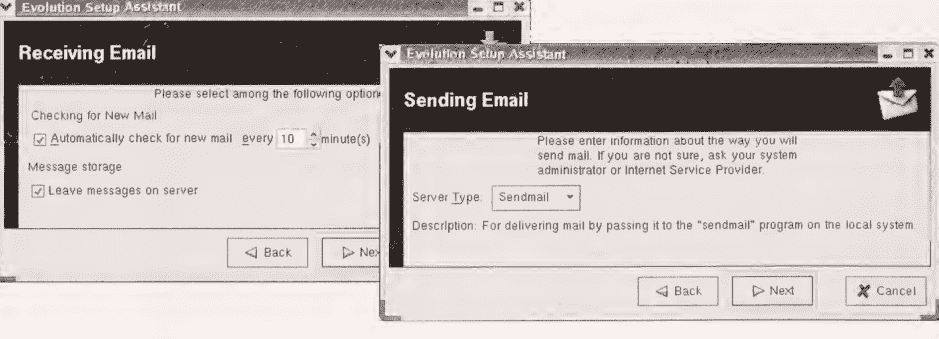 Evolution Setup Assistant
Receiving Email
Please select among the following option
Checking for New Mail
Automatically check for new mail every 10 minute(s)
Message storage
Leave messages on server
Back
Nex
Evolution Setup Assistant
Sending Email
Please enter information about the way you will
send mail. If you are not sure, ask your system
administrator or Internet Service Provider.
Server Type: Sendmail
Description: For delivering mail by passing it to the "sendmail" program on the local system
Back
Next
Cancel